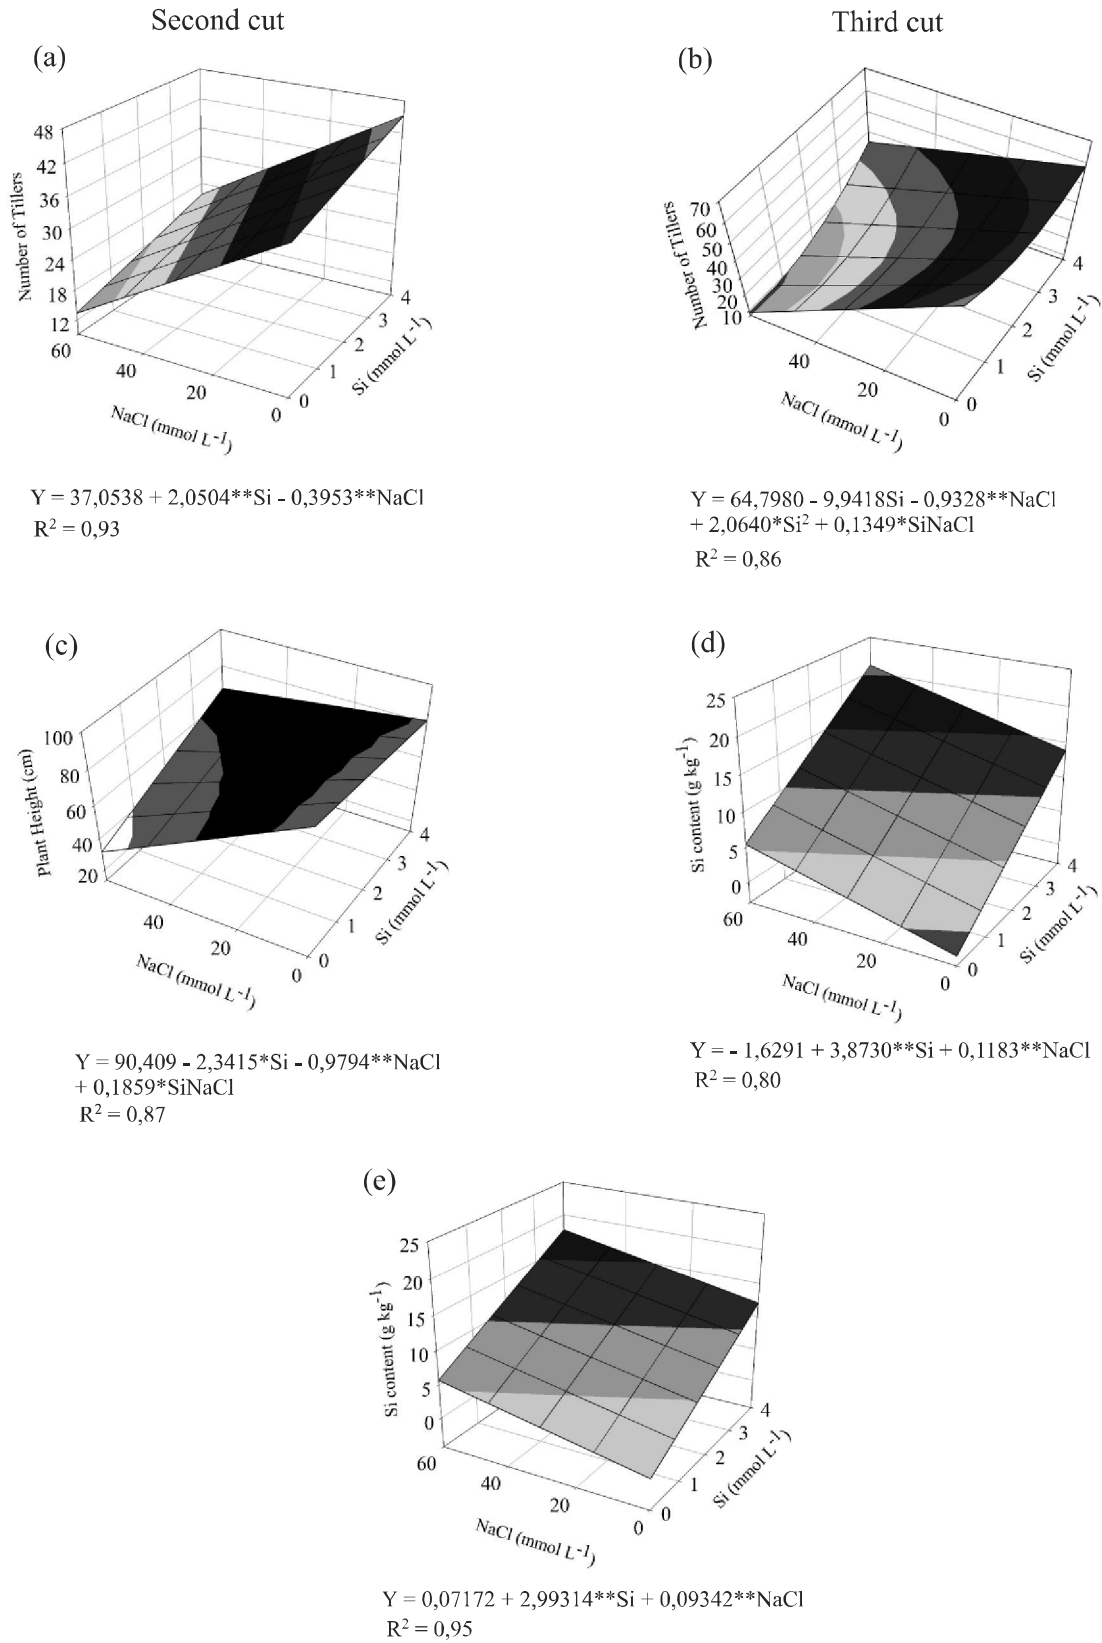 Second cut
Third cut
(a)
48
42
36
30
24
18
12
Number of Tillers
60
40
20
0
NaCl (mmol L-1)
0
1
2
3
4
Si (mmol L-1)
Y = 37,0538 + 2,0504**Si - 0,3953**NaCl
R2 = 0,93
(b)
70
60
50
40
30
20
10
Number of Tillers
40
20
0
NaCl (mmol L-1)
0
1
2
3
4
Si (mmol L-1)
Y = 64,7980 - 9,9418Si - 0,9328**NaCl
+ 2,0640*Si2 + 0,1349*SiNaCl
R2 = 0,86
(c)
100
80
60
40
20
Plant Height (cm)
40
20
0
NaCl (mmol L-1)
0
1
2
3
4
Si (mmol L-1)
Y = 90,409 - 2,3415*Si - 0,9794**NaCl
+ 0,1859*SiNaCl
R2 = 0,87
(d)
25
20
15
10
5
0
Si content (g kg-1)
60
40
20
0
NaCl (mmol L-1)
0
1
2
3
4
Si (mmol L-1)
Y = - 1,6291 + 3,8730**Si + 0,1183**NaCl
R2 = 0,80
(e)
25
20
15
10
5
0
Si content (g kg-1)
60
40
20
0
NaCl (mmol L-1)
0
1
2
3
4
Si (mmol L-1)
Y = 0,07172 + 2,99314**Si + 0,09342**NaCl
R2 = 0,95